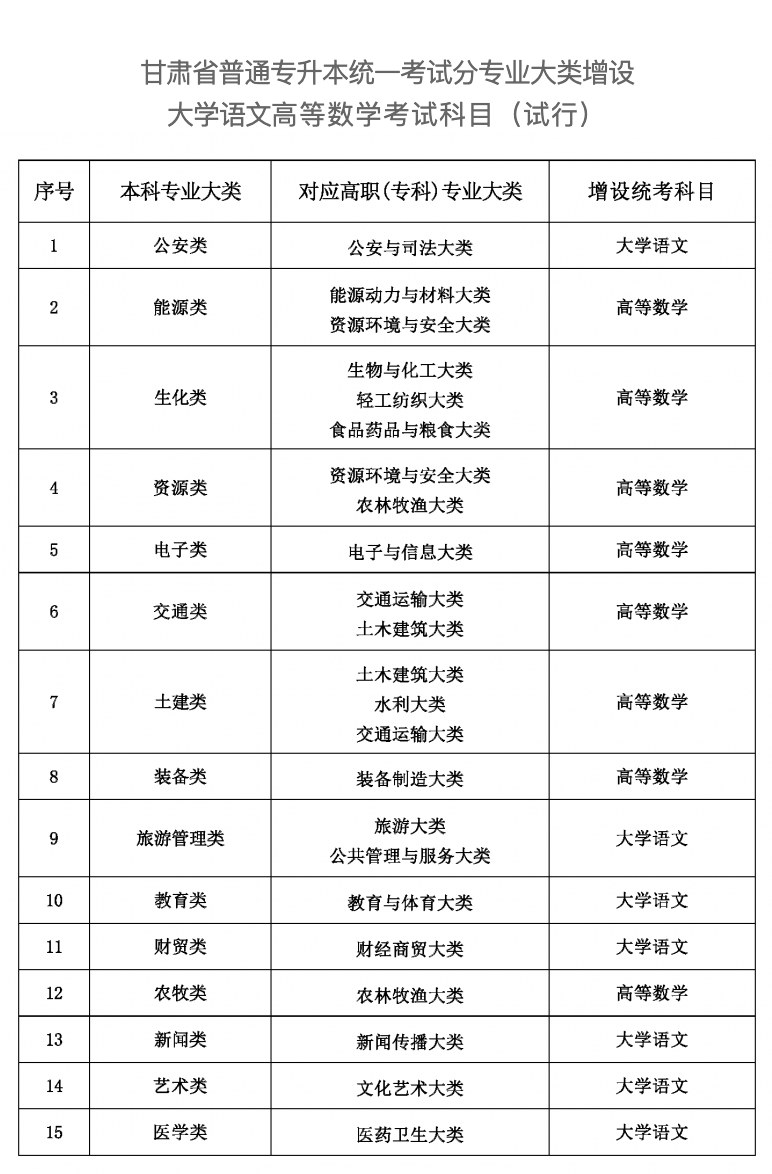 甘肃省普通专升本统一考试分专业大类增设
大学语文高等数学考试科目（试行）
序号 本科专业大类 对应高职(专科)专业大类 增设统考科目
1 公安类 公安与司法大类 大学语文
2 能源类 能源动力与材料大类 高等数学
资源环境与安全大类
3 生化类 生物与化工大类 高等数学
轻工纺织大类
食品药品与粮食大类
4 资源类 资源环境与安全大类 高等数学
农林牧渔大类
5 电子类 电子与信息大类 高等数学
6 交通类 交通运输大类 高等数学
土木建筑大类
7 土建类 土木建筑大类 高等数学
水利大类
交通运输大类
8 装备类 装备制造大类 高等数学
9 旅游管理类 旅游大类 大学语文
公共管理与服务大类
10 教育类 教育与体育大类 大学语文
11 财贸类 财经商贸大类 大学语文
12 农牧类 农林牧渔大类 高等数学
13 新闻类 新闻传播大类 大学语文
14 艺术类 文化艺术大类 大学语文
15 医学类 医药卫生大类 大学语文